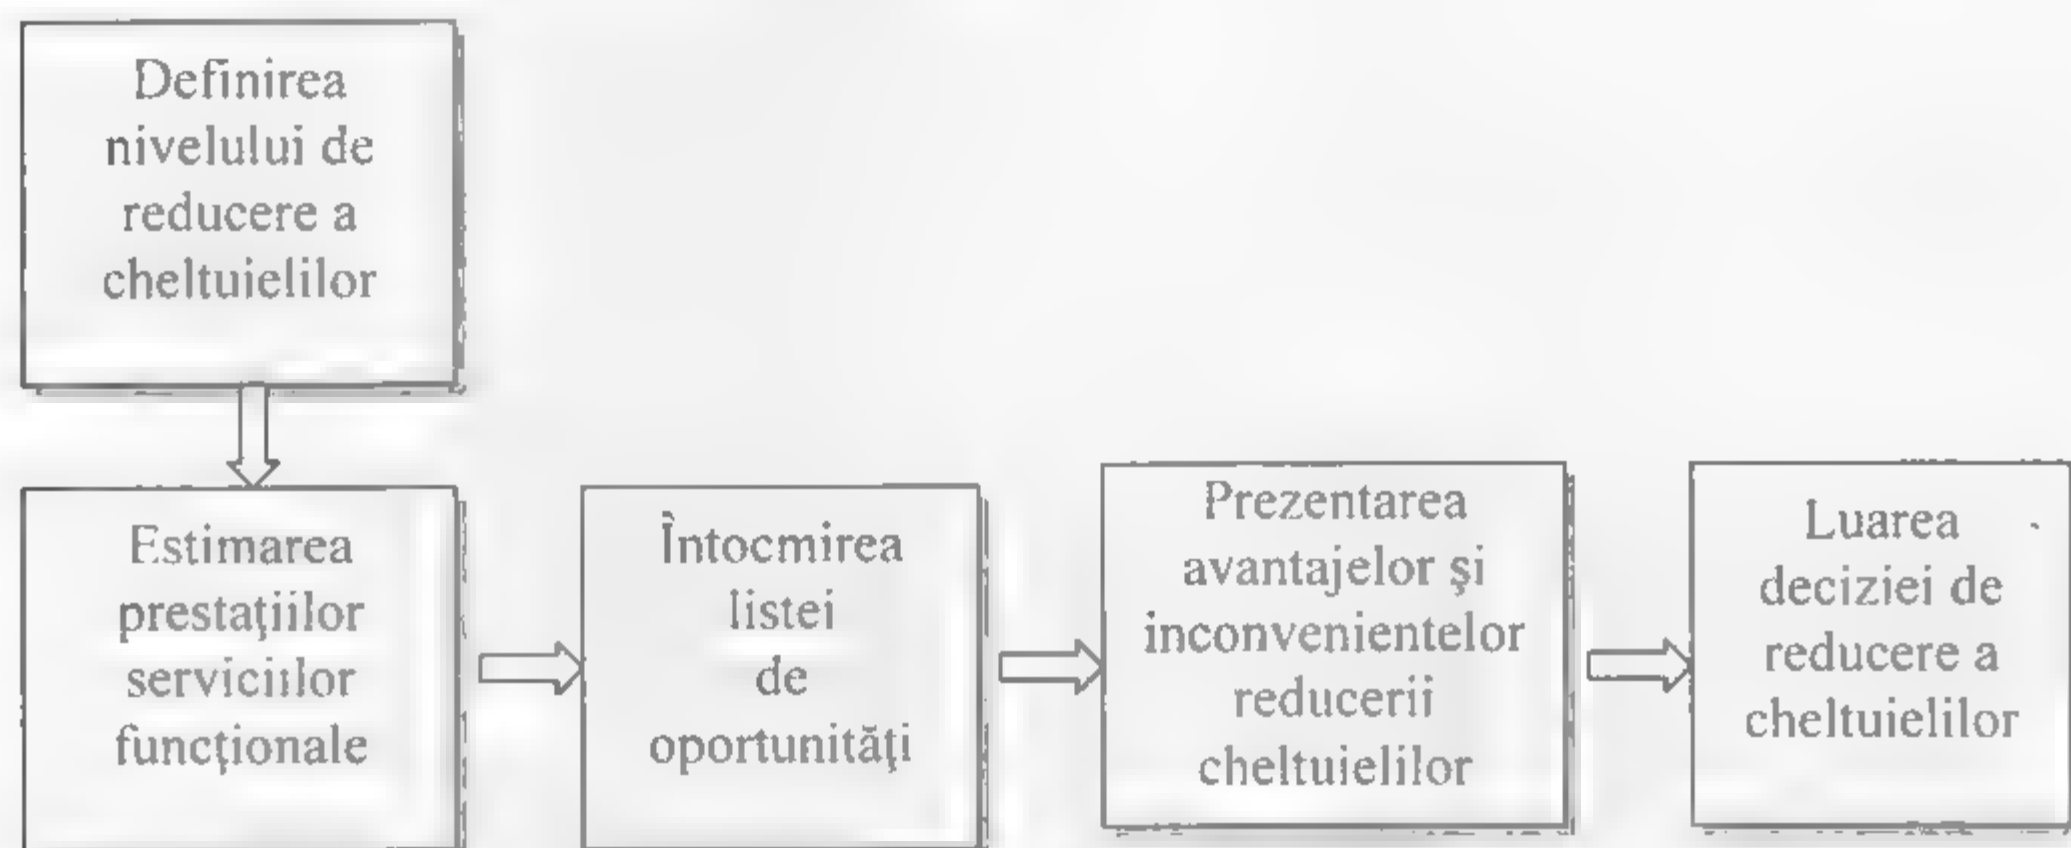 Definirea
nivelului de
reducere a
cheltuielilor
Estimarea
prestaţiilor
serviciilor
funcţionale
Întocmirea
listei
de
oportunităţi
Prezentarea
avantajelor şi
inconvenientelor
reducerii
cheltuielilor
Luarea
deciziei de
reducere a
cheltuielilor